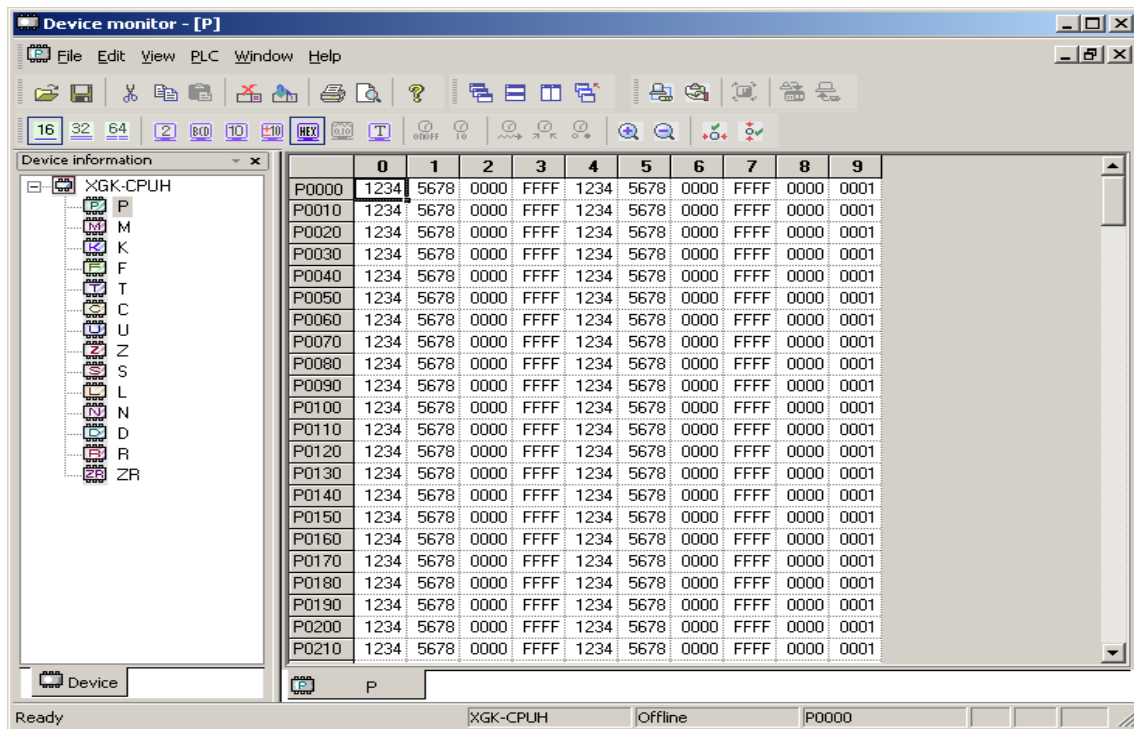 Device monitor - [P]
File Edit View PLC Window Help
16 32 64 2 BCD 10 ±10 HEX 0.10 T
Device information
XGK-CPUH
P
M
K
F
T
C
U
Z
S
L
N
D
R
ZR
Device
0 1 2 3 4 5 6 7 8 9
P0000 1234 5678 0000 FFFF 1234 5678 0000 FFFF 0000 0001
P0010 1234 5678 0000 FFFF 1234 5678 0000 FFFF 0000 0001
P0020 1234 5678 0000 FFFF 1234 5678 0000 FFFF 0000 0001
P0030 1234 5678 0000 FFFF 1234 5678 0000 FFFF 0000 0001
P0040 1234 5678 0000 FFFF 1234 5678 0000 FFFF 0000 0001
P0050 1234 5678 0000 FFFF 1234 5678 0000 FFFF 0000 0001
P0060 1234 5678 0000 FFFF 1234 5678 0000 FFFF 0000 0001
P0070 1234 5678 0000 FFFF 1234 5678 0000 FFFF 0000 0001
P0080 1234 5678 0000 FFFF 1234 5678 0000 FFFF 0000 0001
P0090 1234 5678 0000 FFFF 1234 5678 0000 FFFF 0000 0001
P0100 1234 5678 0000 FFFF 1234 5678 0000 FFFF 0000 0001
P0110 1234 5678 0000 FFFF 1234 5678 0000 FFFF 0000 0001
P0120 1234 5678 0000 FFFF 1234 5678 0000 FFFF 0000 0001
P0130 1234 5678 0000 FFFF 1234 5678 0000 FFFF 0000 0001
P0140 1234 5678 0000 FFFF 1234 5678 0000 FFFF 0000 0001
P0150 1234 5678 0000 FFFF 1234 5678 0000 FFFF 0000 0001
P0160 1234 5678 0000 FFFF 1234 5678 0000 FFFF 0000 0001
P0170 1234 5678 0000 FFFF 1234 5678 0000 FFFF 0000 0001
P0180 1234 5678 0000 FFFF 1234 5678 0000 FFFF 0000 0001
P0190 1234 5678 0000 FFFF 1234 5678 0000 FFFF 0000 0001
P0200 1234 5678 0000 FFFF 1234 5678 0000 FFFF 0000 0001
P0210 1234 5678 0000 FFFF 1234 5678 0000 FFFF 0000 0001
P
Ready XGK-CPUH Offline P0000